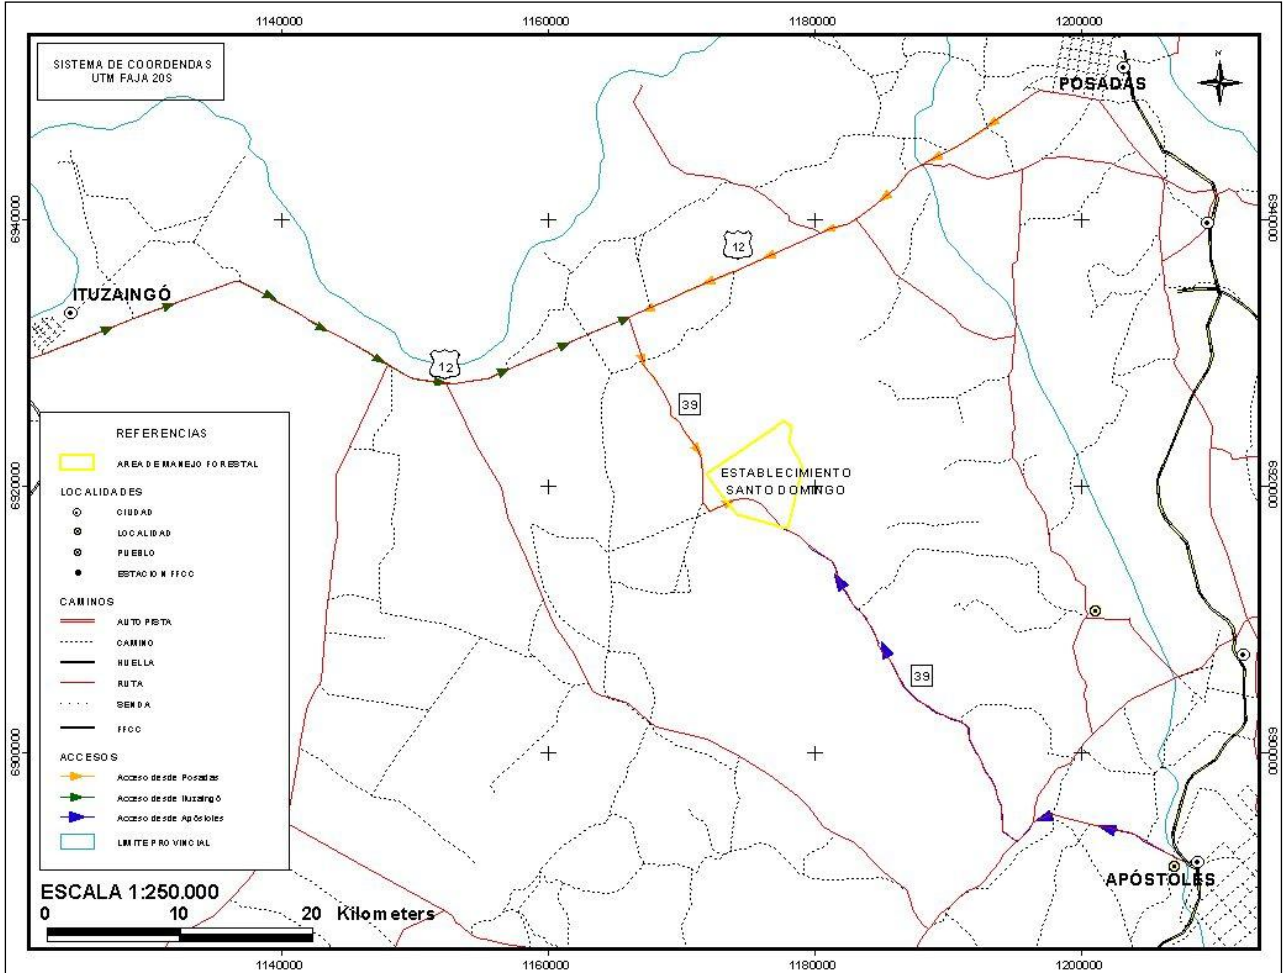 1140000
1160000
1180000
1200000
SISTEMA DE COORDENDAS
UTM FAJA 20S
POSADAS
N
6940000
6940000
12
ITUZAINGÓ
12
39
REFERENCIAS
AREA DE MANEJO FORESTAL
LOCALIDADES
CIUDAD
LOCALIDAD
PUEBLO
ESTACION FFCC
CAMINOS
AUTOPISTA
CAMINO
HUELLA
RUTA
SENDA
FFCC
ACCESOS
Acceso desde Posadas
Acceso desde Ituzaingó
Acceso desde Apóstoles
LIMITE PROVINCIAL
ESTABLECIMIENTO
SANTO DOMINGO
6920000
6920000
39
6900000
6900000
APÓSTOLES
ESCALA 1:250.000
0 10 20 Kilometers
1140000
1160000
1180000
1200000